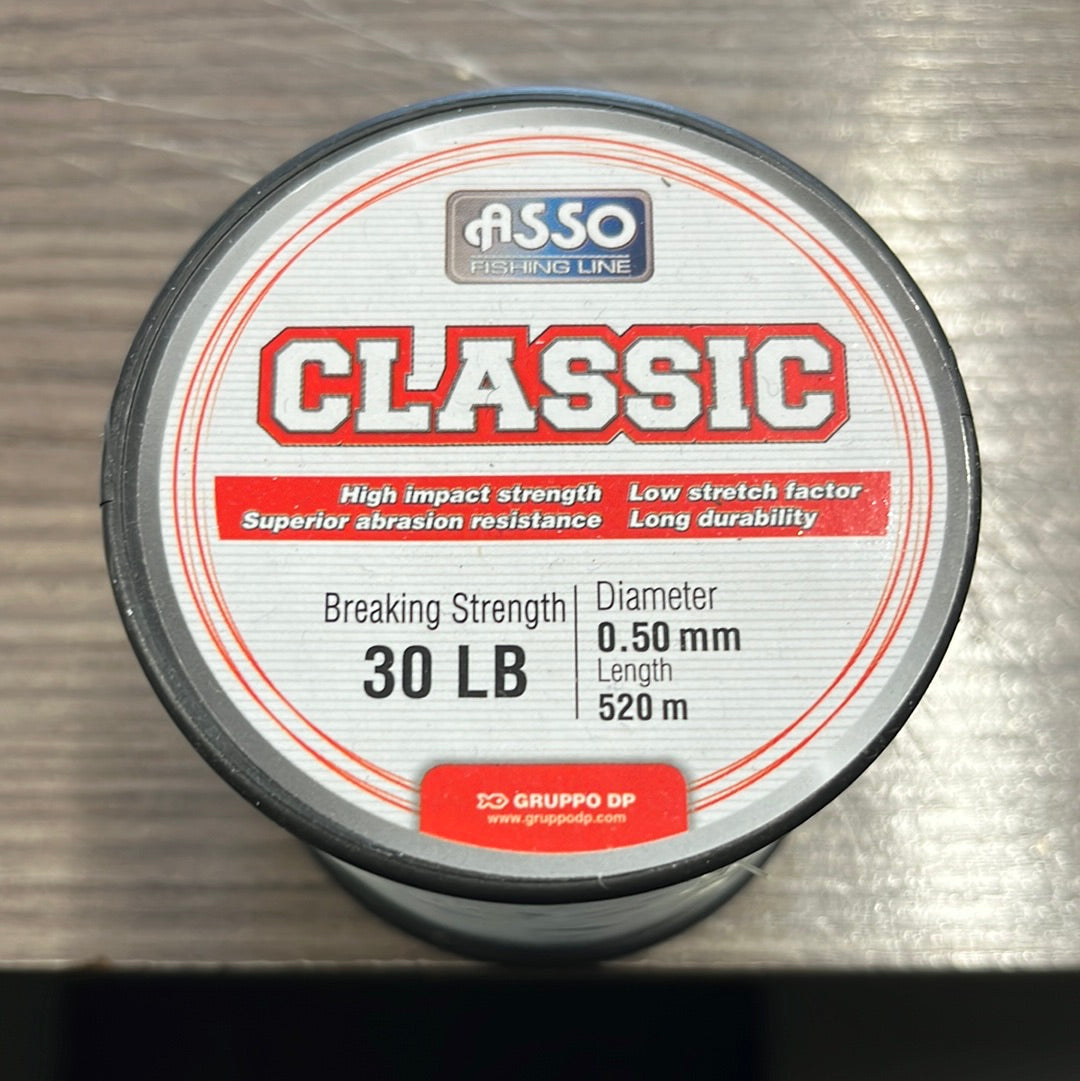 ASSO
FISHING LINE
CLASSIC
High impact strength Low stretch factor
Superior abrasion resistance Long durability
Breaking Strength
30 LB
Diameter
0.50 mm
Length
520 m
GRUPPO DP
www.gruppodp.com